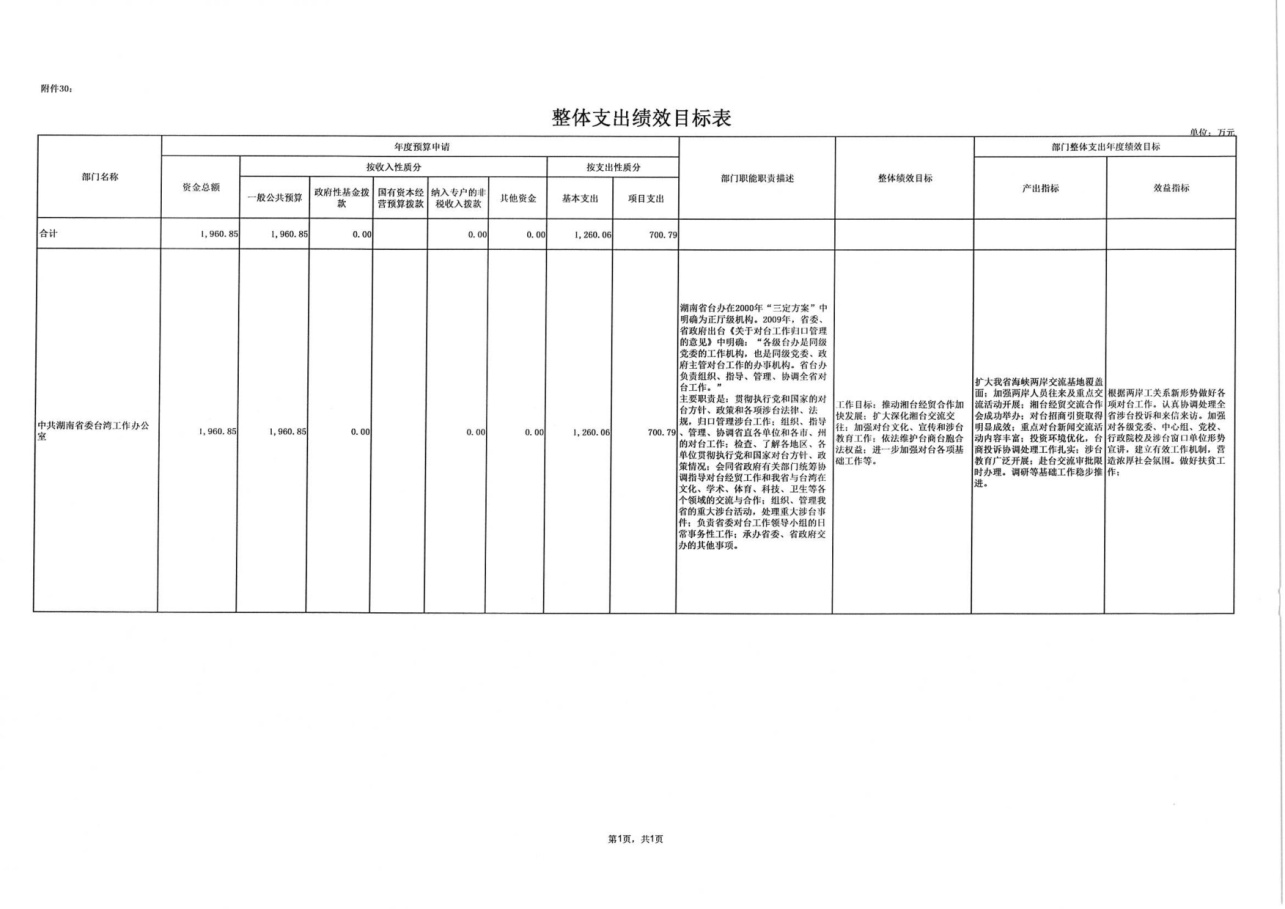 附件30:
整体支出绩效目标表
单位：万元
部门名称
年度预算申请
部门职能职责描述
整体绩效目标
部门整体支出年度绩效目标
资金总额
按收入性质分
按支出性质分
产出指标
效益指标
一般公共预算
政府性基金拨
款
国有资本经
营预算拨款
纳入专户的非
税收入拨款
其他资金
基本支出
项目支出
合计
1,960.85
1,960.85
0.00
0.00
0.00
1,260.06
700.79
中共湖南省委台湾工作办公
室
1,960.85
1,960.85
0.00
0.00
0.00
1,260.06
700.79
湖南省台办在2000年“三定方案”中
明确为正厅级机构。2009年，省委、
省政府出台《关于对台工作归口管理
的意见》中明确：“各级台办是同级
党委的工作机构，也是同级党委、政
府主管对台工作的办事机构。省台办
负责组织、指导、管理、协调全省对
台工作。”
主要职责是：贯彻执行党和国家的对
台方针、政策和各项涉台法律、法
规，归口管理涉台工作；组织、指导
、管理、协调省直各单位和各市、州
的对台工作；检查、了解各地区、各
单位贯彻执行党和国家对台方针、政
策情况；会同省政府有关部门统筹协
调指导对台经贸工作和我省与台湾在
文化、学术、体育、科技、卫生等各
个领域的交流与合作；组织、管理我
省的重大涉台活动，处理重大涉台事
件；负责省委对台工作领导小组的日
常事务性工作；承办省委、省政府交
办的其他事项。
工作目标：推动湘台经贸合作加
快发展；扩大深化湘台交流交
往；加强对台文化、宣传和涉台
教育工作；依法维护台商台胞合
法权益；进一步加强对台各项基
础工作等。
扩大我省海峡两岸交流基地覆盖
面；加强两岸人员往来及重点交
流活动开展；湘台经贸交流合作
会成功举办；对台招商引资取得
明显成效；重点对台新闻交流活
动内容丰富；投资环境优化，台
商投诉协调处理工作扎实；涉台
教育广泛开展；赴台交流审批限
时办理。调研等基础工作稳步推
进。
根据两岸工关系新形势做好各
项对台工作。认真协调处理全
省涉台投诉和来信来访。加强
对各级党委、中心组、党校、
行政院校及涉台窗口单位形势
宣讲，建立有效工作机制，营
造浓厚社会氛围。做好扶贫工
作；
第1页，共1页